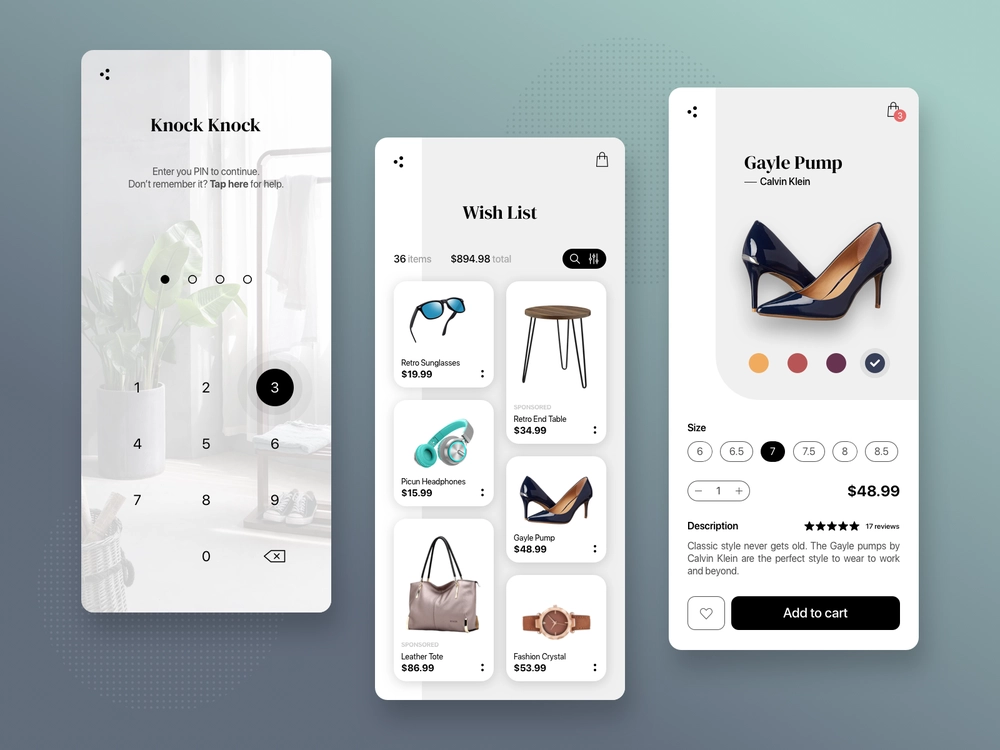 Knock Knock
Enter you PIN to continue.
Don't remember it? Tap here for help.
1 2 3
4 5 6
7 8 9
0
Wish List
36 items $894.98 total
Retro Sunglasses
$19.99
Picun Headphones
$15.99
SPONSORED
Leather Tote
$86.99
SPONSORED
Retro End Table
$34.99
Gayle Pump
$48.99
Fashion Crystal
$53.99
3
Gayle Pump
Calvin Klein
Size
6 6.5 7 7.5 8 8.5
− 1 + $48.99
Description 17 reviews
Classic style never gets old. The Gayle pumps by
Calvin Klein are the perfect style to wear to work
and beyond.
Add to cart